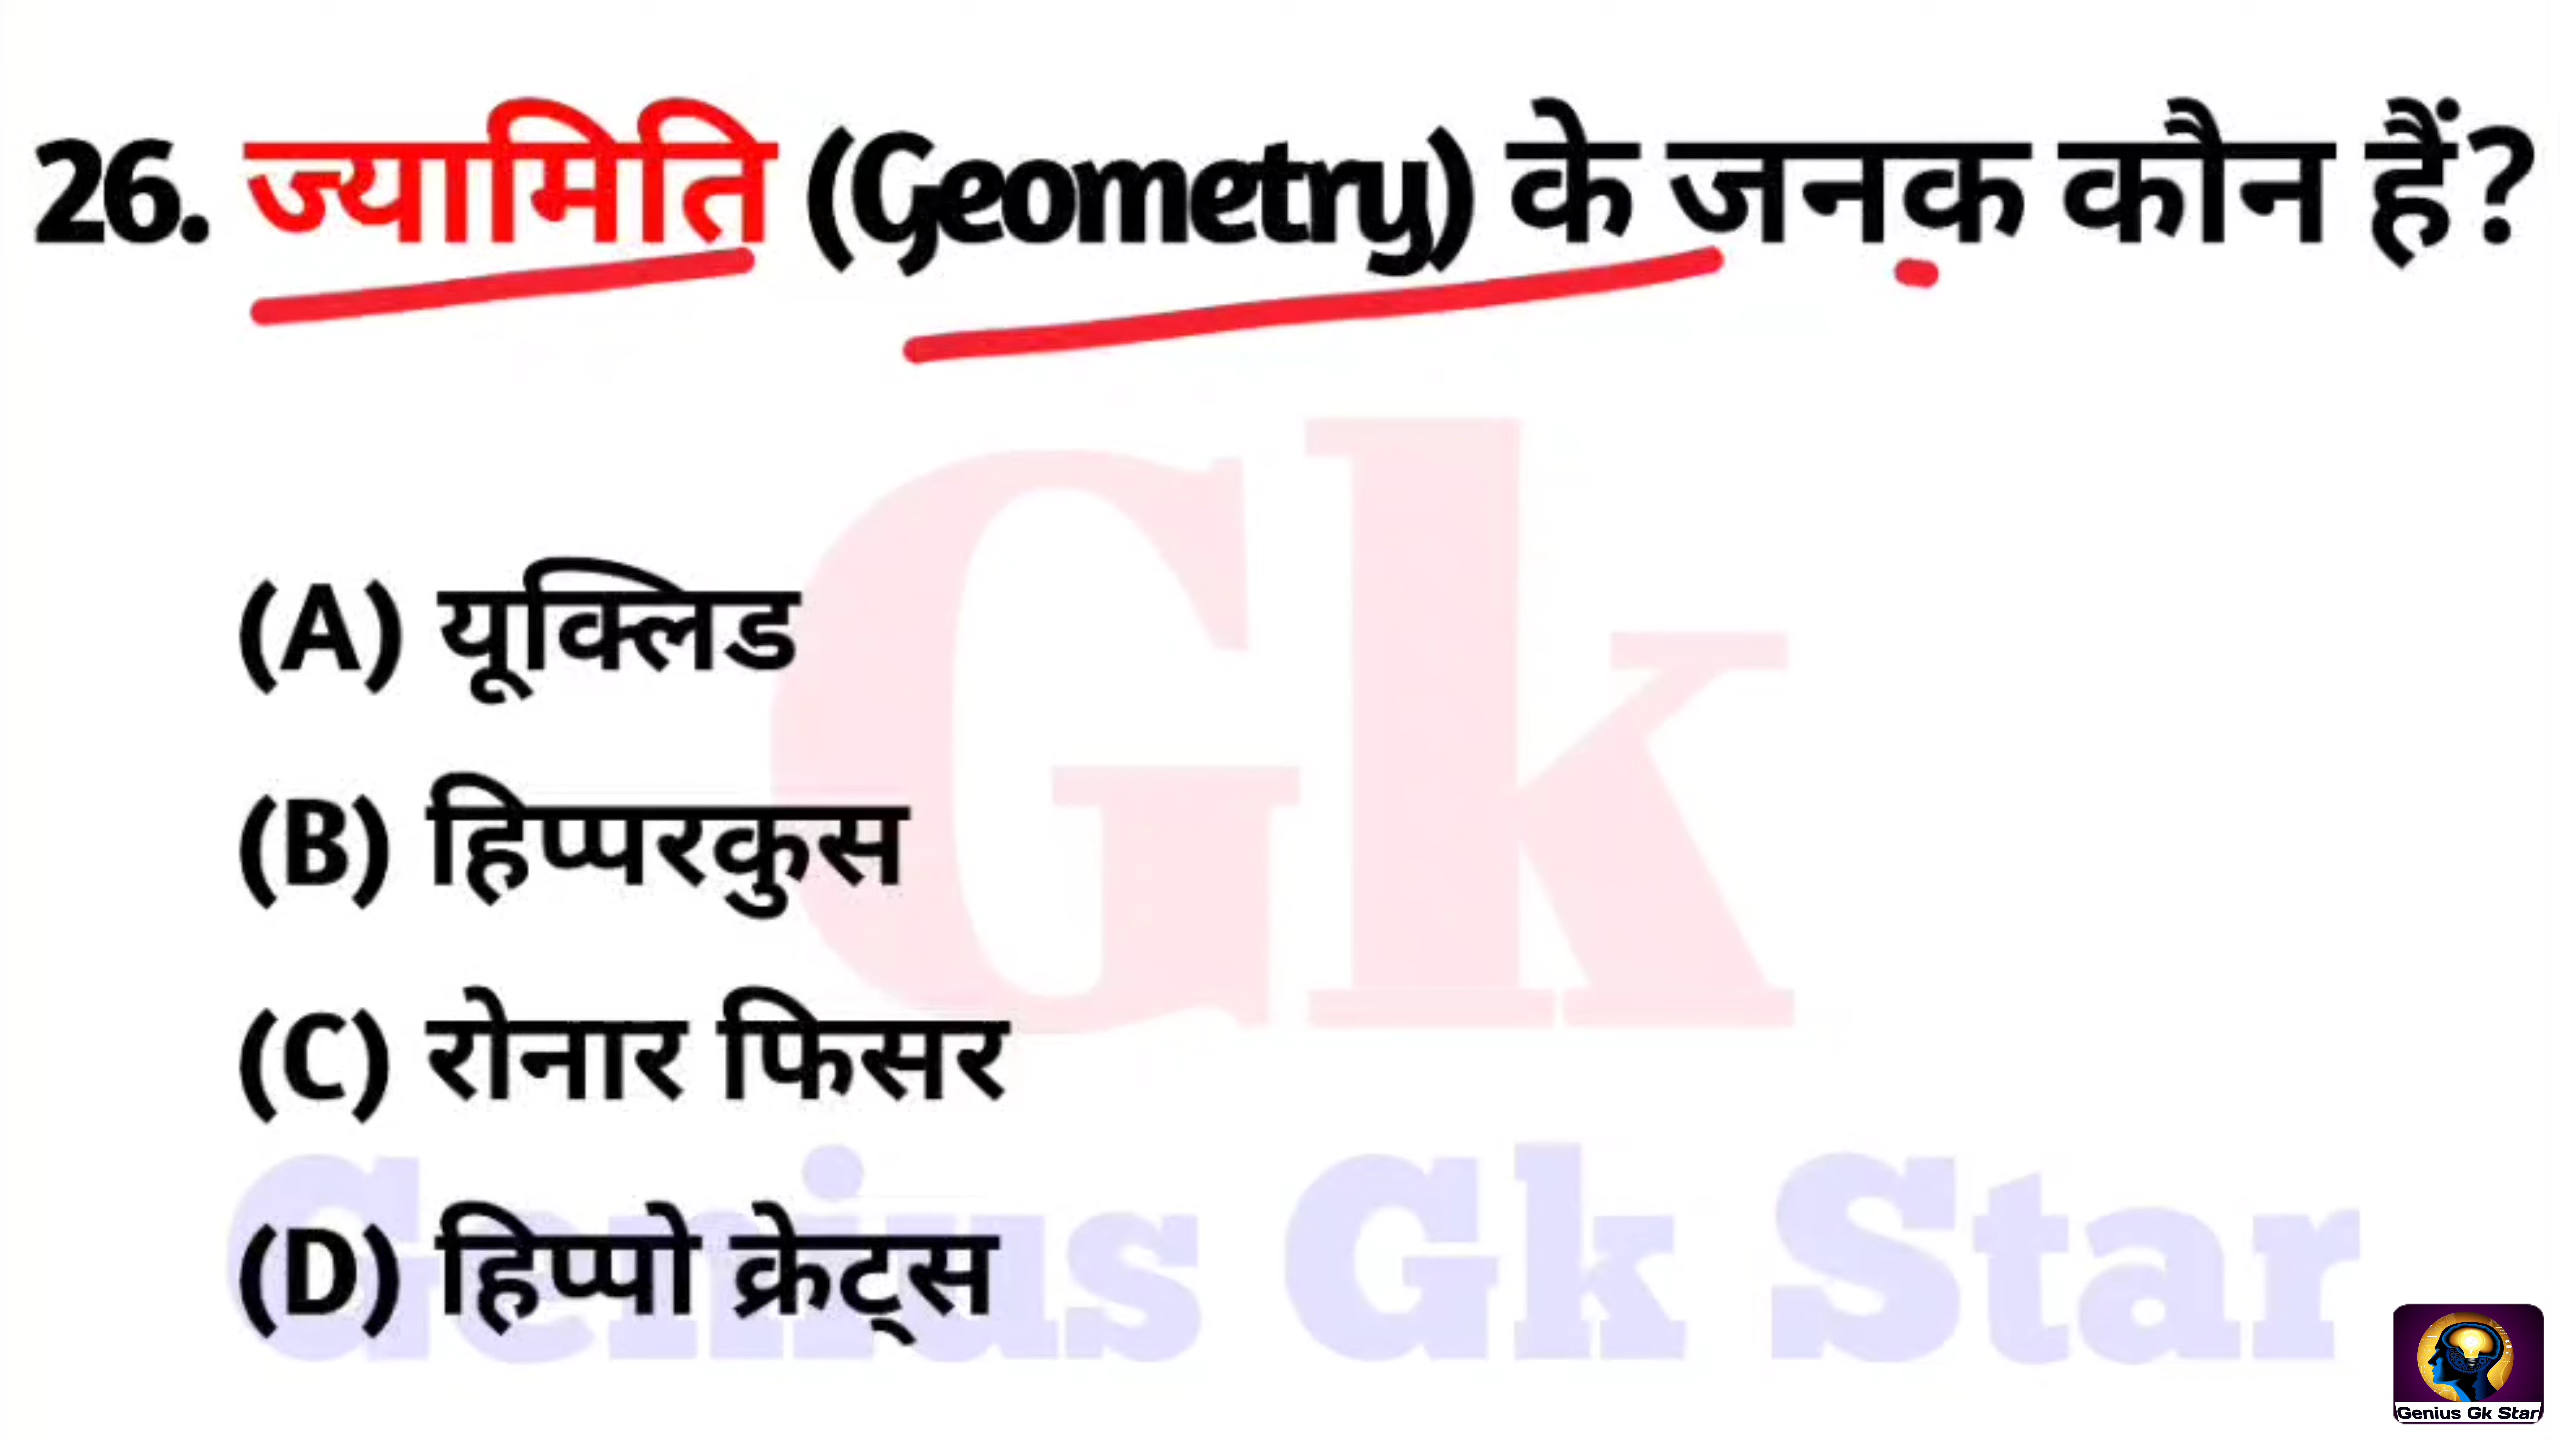 26. ज्यामिति (Geometry) के जनक कौन हैं?
(A) यूक्लिड
(B) हिप्परकुस
(C) रोनार फिसर
(D) हिप्पो क्रेट्स
Gk
Genius Gk Star
Genius Gk Star